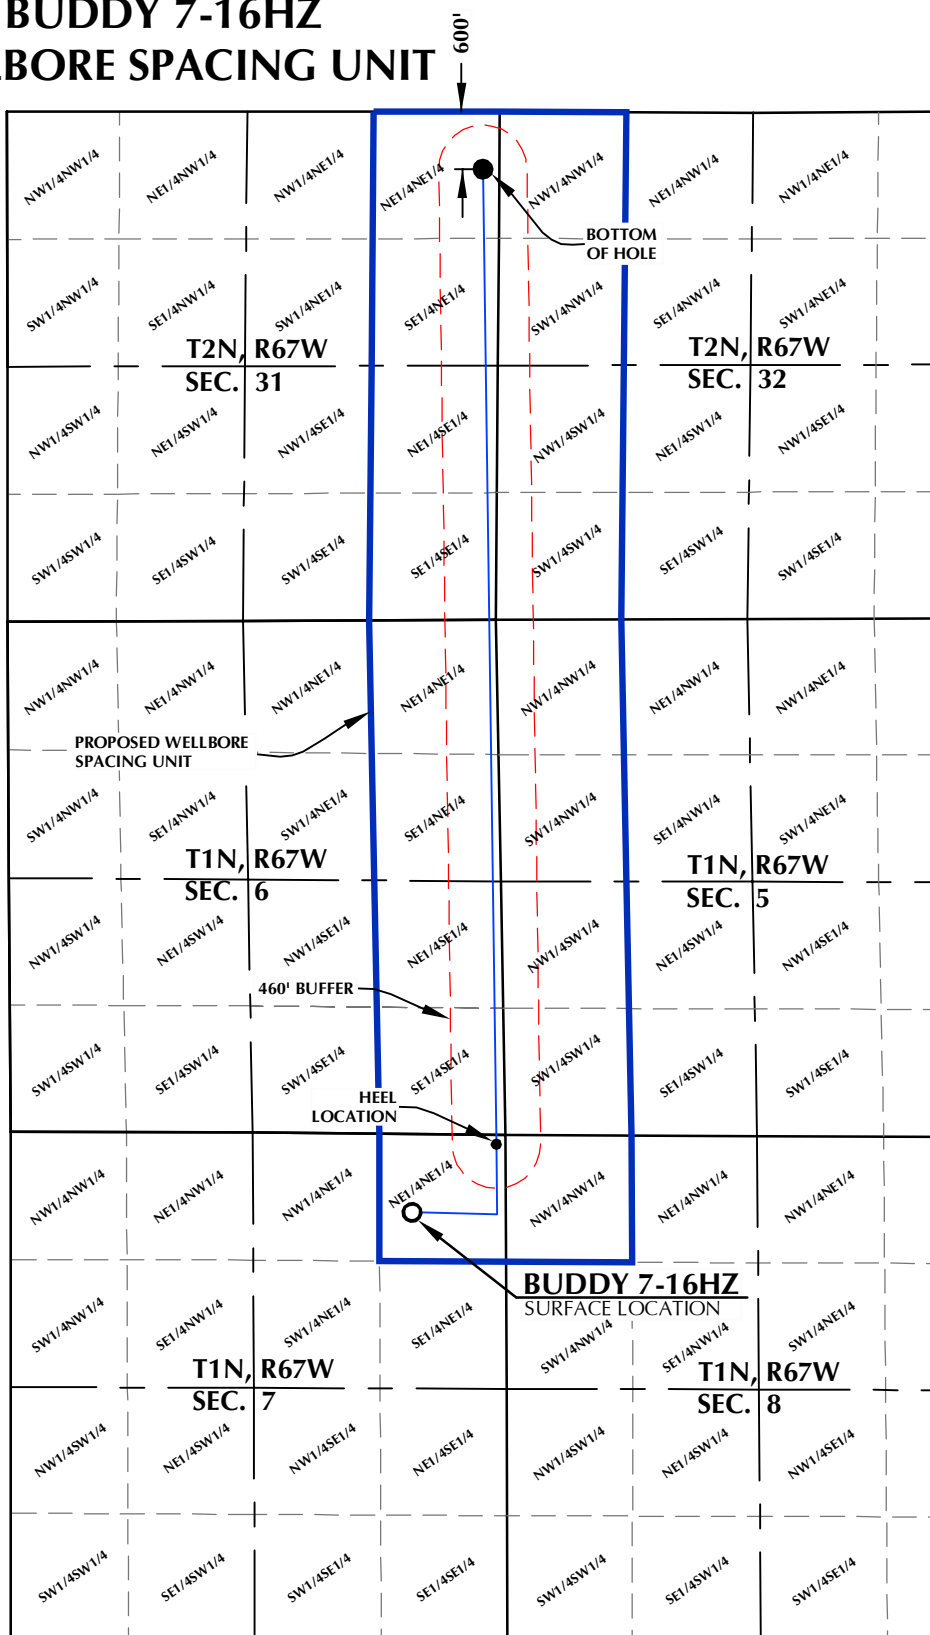 BUDDY 7-16HZ
LBORE SPACING UNIT
600'
NW1/4NW1/4 NE1/4NW1/4 NW1/4NE1/4 NE1/4NE1/4 NW1/4NW1/4 NE1/4NW1/4 NW1/4NE1/4
BOTTOM
OF HOLE
SW1/4NW1/4 SE1/4NW1/4 SW1/4NE1/4 SE1/4NE1/4 SW1/4NW1/4 SE1/4NW1/4 SW1/4NE1/4
T2N, R67W
SEC. 31
T2N, R67W
SEC. 32
NW1/4SW1/4 NE1/4SW1/4 NW1/4SE1/4 NE1/4SE1/4 NW1/4SW1/4 NE1/4SW1/4 NW1/4SE1/4
SW1/4SW1/4 SE1/4SW1/4 SW1/4SE1/4 SE1/4SE1/4 SW1/4SW1/4 SE1/4SW1/4 SW1/4SE1/4
NW1/4NW1/4 NE1/4NW1/4 NW1/4NE1/4 NE1/4NE1/4 NW1/4NW1/4 NE1/4NW1/4 NW1/4NE1/4
PROPOSED WELLBORE
SPACING UNIT
SW1/4NW1/4 SE1/4NW1/4 SW1/4NE1/4 SE1/4NE1/4 SW1/4NW1/4 SE1/4NW1/4 SW1/4NE1/4
T1N, R67W
SEC. 6
T1N, R67W
SEC. 5
NW1/4SW1/4 NE1/4SW1/4 NW1/4SE1/4 NE1/4SE1/4 NW1/4SW1/4 NE1/4SW1/4 NW1/4SE1/4
460' BUFFER
SW1/4SW1/4 SE1/4SW1/4 SW1/4SE1/4 SE1/4SE1/4 SW1/4SW1/4 SE1/4SW1/4 SW1/4SE1/4
HEEL
LOCATION
NW1/4NW1/4 NE1/4NW1/4 NW1/4NE1/4 NE1/4NE1/4 NW1/4NW1/4 NE1/4NW1/4 NW1/4NE1/4
BUDDY 7-16HZ
SURFACE LOCATION
SW1/4NW1/4 SE1/4NW1/4 SW1/4NE1/4 SE1/4NE1/4 SW1/4NW1/4 SE1/4NW1/4 SW1/4NE1/4
T1N, R67W
SEC. 7
T1N, R67W
SEC. 8
NW1/4SW1/4 NE1/4SW1/4 NW1/4SE1/4 NE1/4SE1/4 NW1/4SW1/4 NE1/4SW1/4 NW1/4SE1/4
SW1/4SW1/4 SE1/4SW1/4 SW1/4SE1/4 SE1/4SE1/4 SW1/4SW1/4 SE1/4SW1/4 SW1/4SE1/4